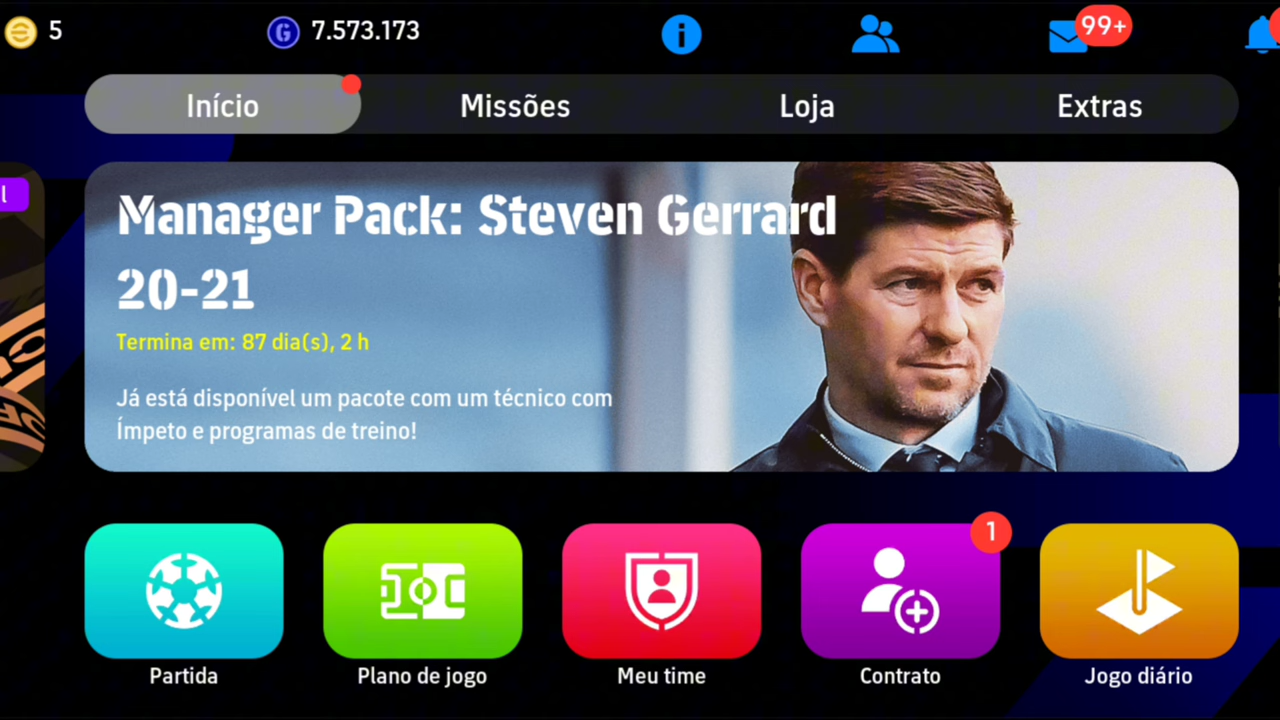 5
7.573.173
99+
Início
Missões
Loja
Extras
l
Manager Pack: Steven Gerrard
20-21
Termina em: 87 dia(s), 2 h
Já está disponível um pacote com um técnico com
Ímpeto e programas de treino!
1
Partida
Plano de jogo
Meu time
Contrato
Jogo diário